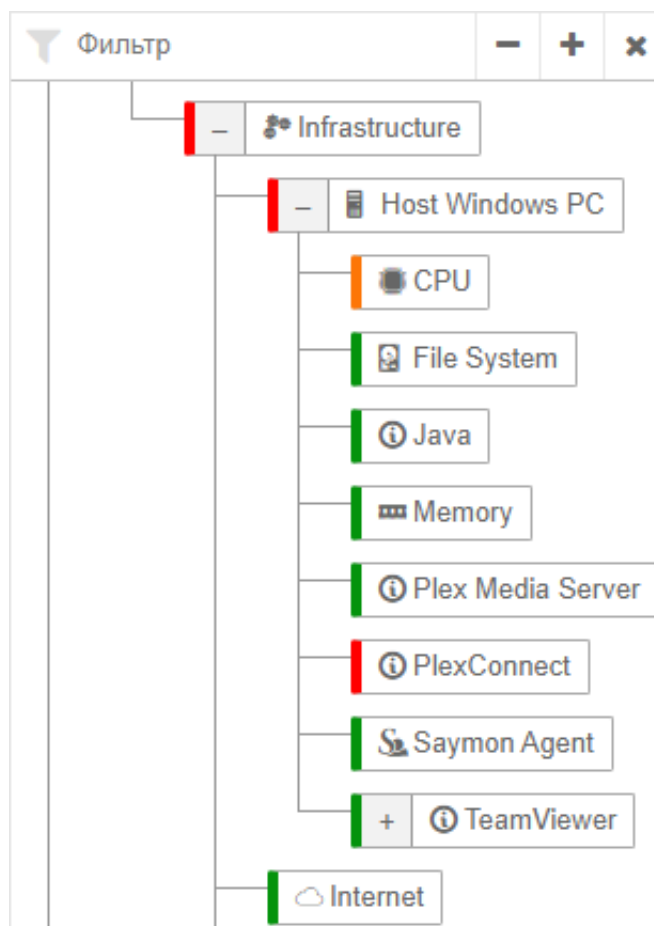 Фильтр
Infrastructure
Host Windows PC
CPU
File System
Java
Memory
Plex Media Server
PlexConnect
Saymon Agent
TeamViewer
Internet